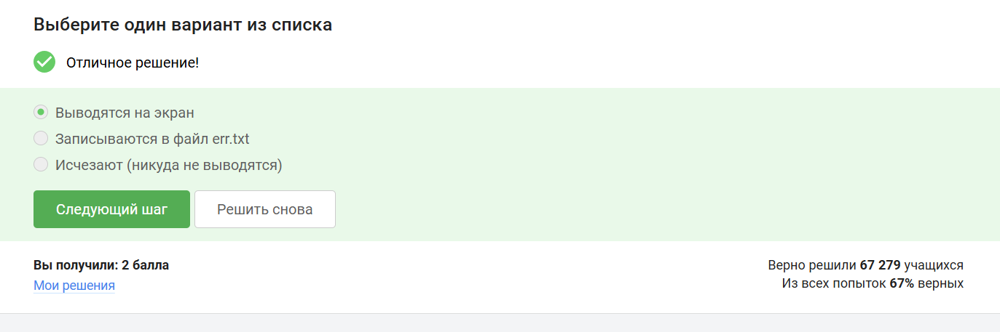 Выберите один вариант из списка
Отличное решение!
Выводятся на экран
Записываются в файл err.txt
Исчезают (никуда не выводятся)
Следующий шаг
Решить снова
Вы получили: 2 балла
Мои решения
Верно решили 67 279 учащихся
Из всех попыток 67% верных